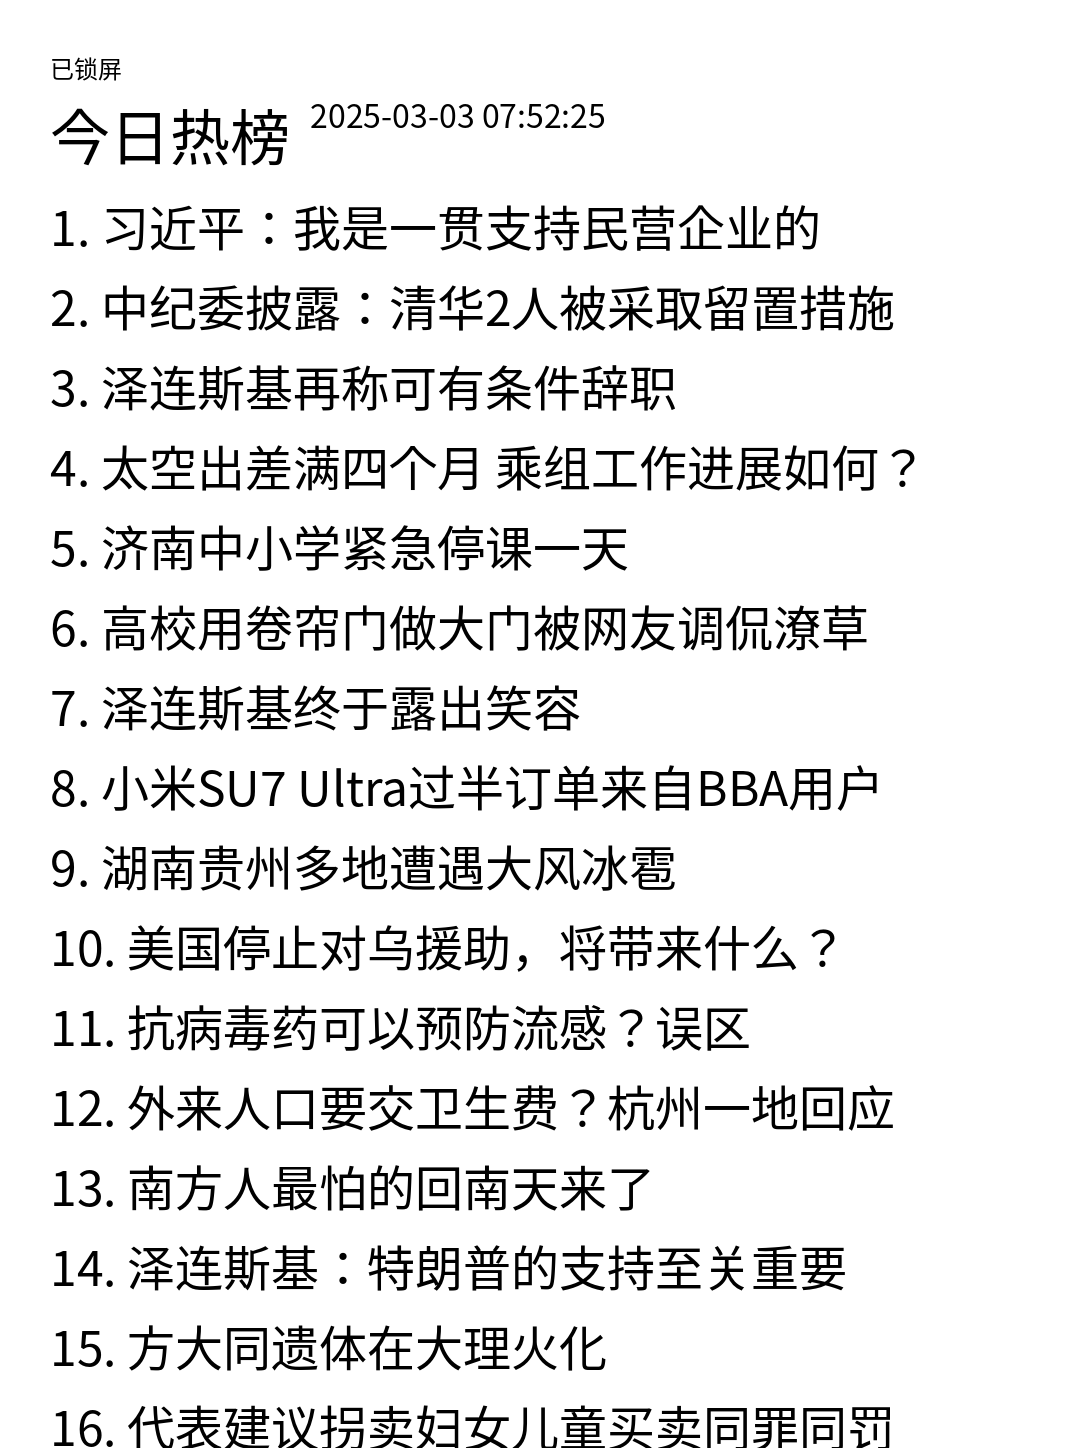 已锁屏
今日热榜 2025-03-03 07:52:25
1. 习近平：我是一贯支持民营企业的
2. 中纪委披露：清华2人被采取留置措施
3. 泽连斯基再称可有条件辞职
4. 太空出差满四个月 乘组工作进展如何？
5. 济南中小学紧急停课一天
6. 高校用卷帘门做大门被网友调侃潦草
7. 泽连斯基终于露出笑容
8. 小米SU7 Ultra过半订单来自BBA用户
9. 湖南贵州多地遭遇大风冰雹
10. 美国停止对乌援助，将带来什么？
11. 抗病毒药可以预防流感？误区
12. 外来人口要交卫生费？杭州一地回应
13. 南方人最怕的回南天来了
14. 泽连斯基：特朗普的支持至关重要
15. 方大同遗体在大理火化
16. 代表建议拐卖妇女儿童买卖同罪同罚